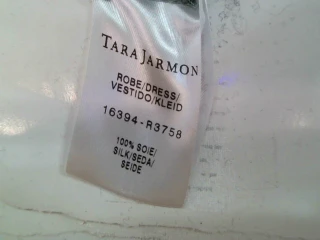 TARA JARMON
ROBE/DRESS/
VESTIDO/KLEID
16394-R3758
100% SOIE/
SILK/SEDA/
SEIDE